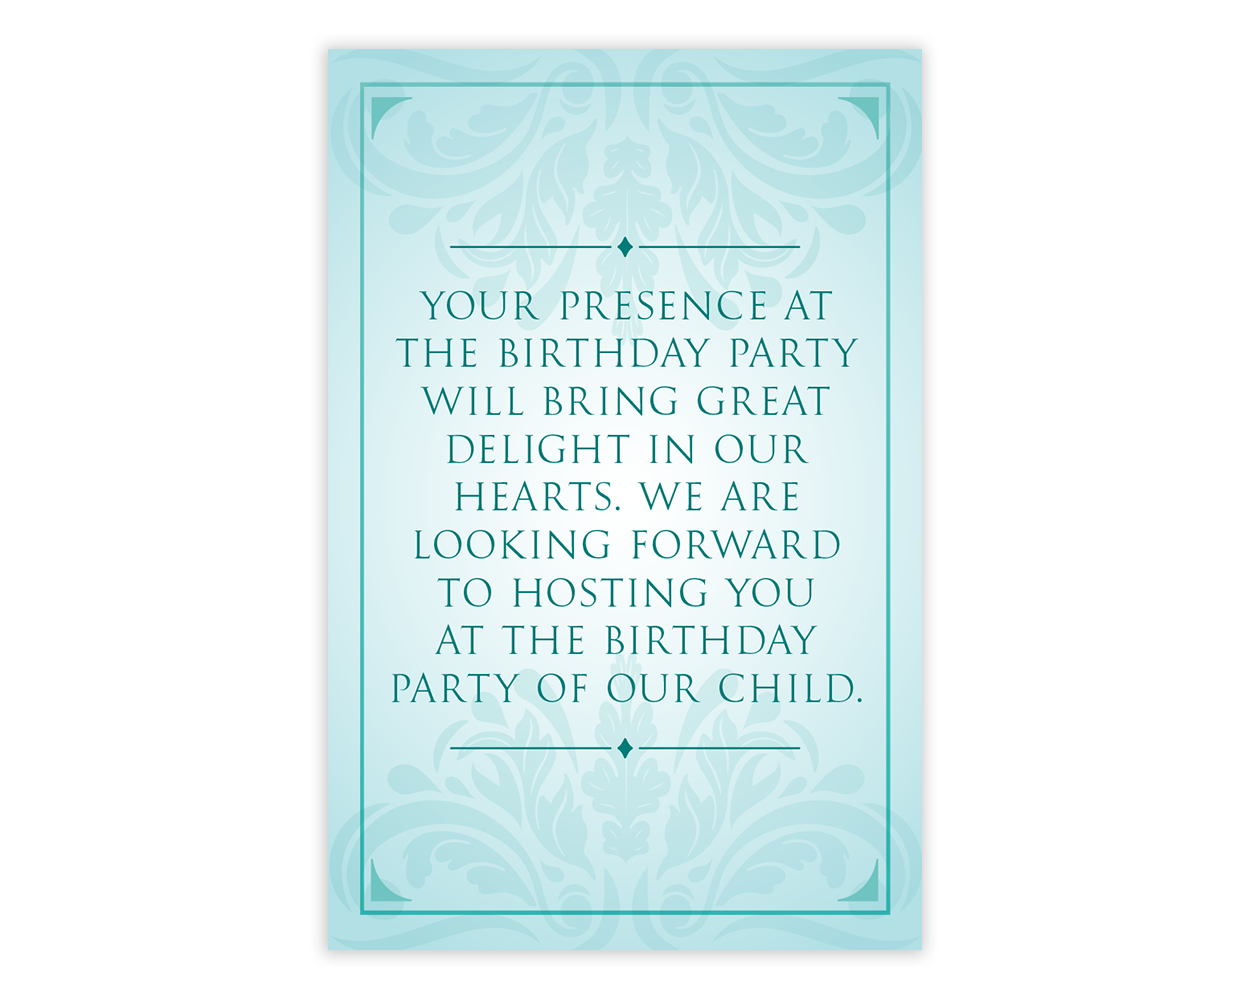 YOUR PRESENCE AT
THE BIRTHDAY PARTY
WILL BRING GREAT
DELIGHT IN OUR
HEARTS. WE ARE
LOOKING FORWARD
TO HOSTING YOU
AT THE BIRTHDAY
PARTY OF OUR CHILD.